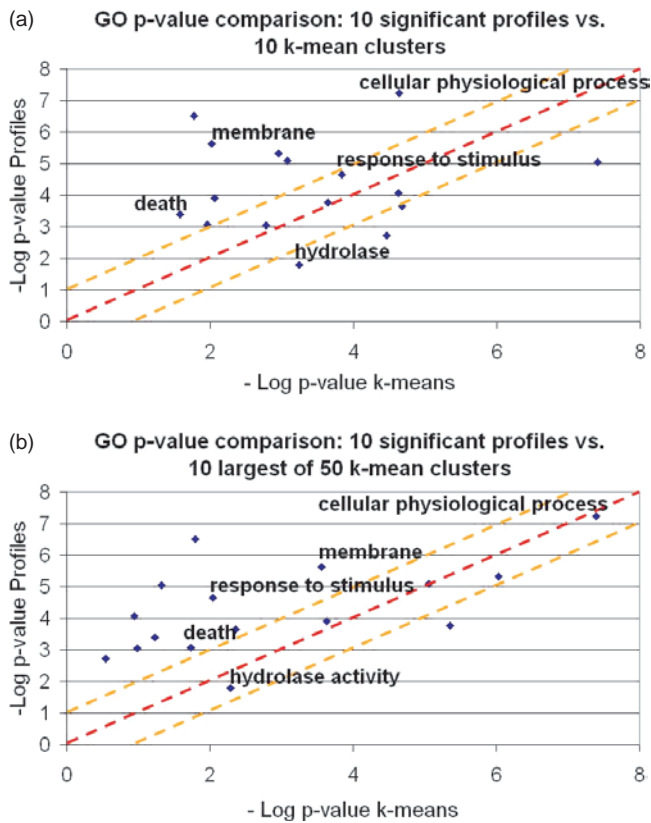 (a)
GO p-value comparison: 10 significant profiles vs.
10 k-mean clusters
-Log p-value Profiles
8
7
6
5
4
3
2
1
0
cellular physiological process
membrane
response to stimulus
death
hydrolase
0 2 4 6 8
- Log p-value k-means
(b)
GO p-value comparison: 10 significant profiles vs.
10 largest of 50 k-mean clusters
-Log p-value Profiles
8
7
6
5
4
3
2
1
0
cellular physiological process
membrane
response to stimulus
death
hydrolase activity
0 2 4 6 8
- Log p-value k-means